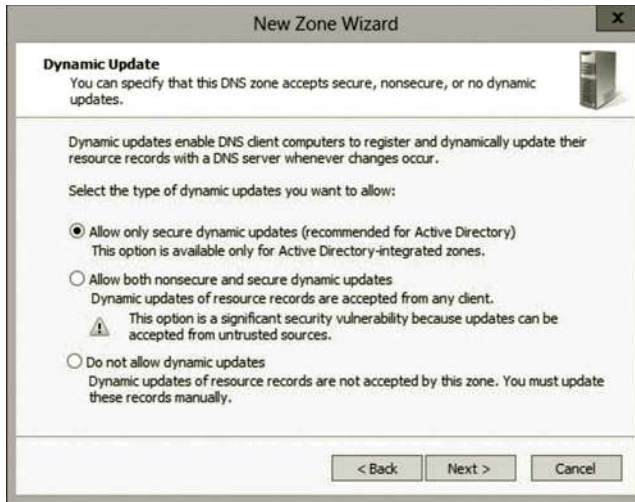 New Zone Wizard
x
Dynamic Update
You can specify that this DNS zone accepts secure, nonsecure, or no dynamic
updates.
Dynamic updates enable DNS client computers to register and dynamically update their
resource records with a DNS server whenever changes occur.
Select the type of dynamic updates you want to allow:
Allow only secure dynamic updates (recommended for Active Directory)
This option is available only for Active Directory-integrated zones.
Allow both nonsecure and secure dynamic updates
Dynamic updates of resource records are accepted from any client.
This option is a significant security vulnerability because updates can be
accepted from untrusted sources.
Do not allow dynamic updates
Dynamic updates of resource records are not accepted by this zone. You must update
these records manually.
< Back Next > Cancel